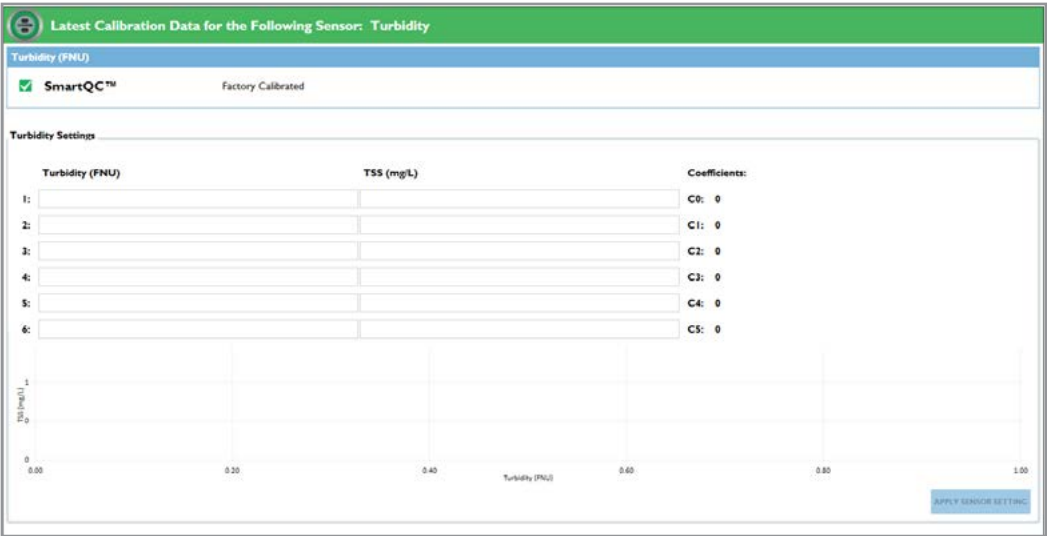 Latest Calibration Data for the Following Sensor: Turbidity
Turbidity (FNU)
SmartQC™ Factory Calibrated
Turbidity Settings
Turbidity (FNU) TSS (mg/L) Coefficients:
1: C0: 0
2: C1: 0
3: C2: 0
4: C3: 0
5: C4: 0
6: C5: 0
1
TSS (mg/L)
0
0
0.00 0.20 0.40 0.60 0.80 1.00
Turbidity (FNU)
APPLY SENSOR SETTING